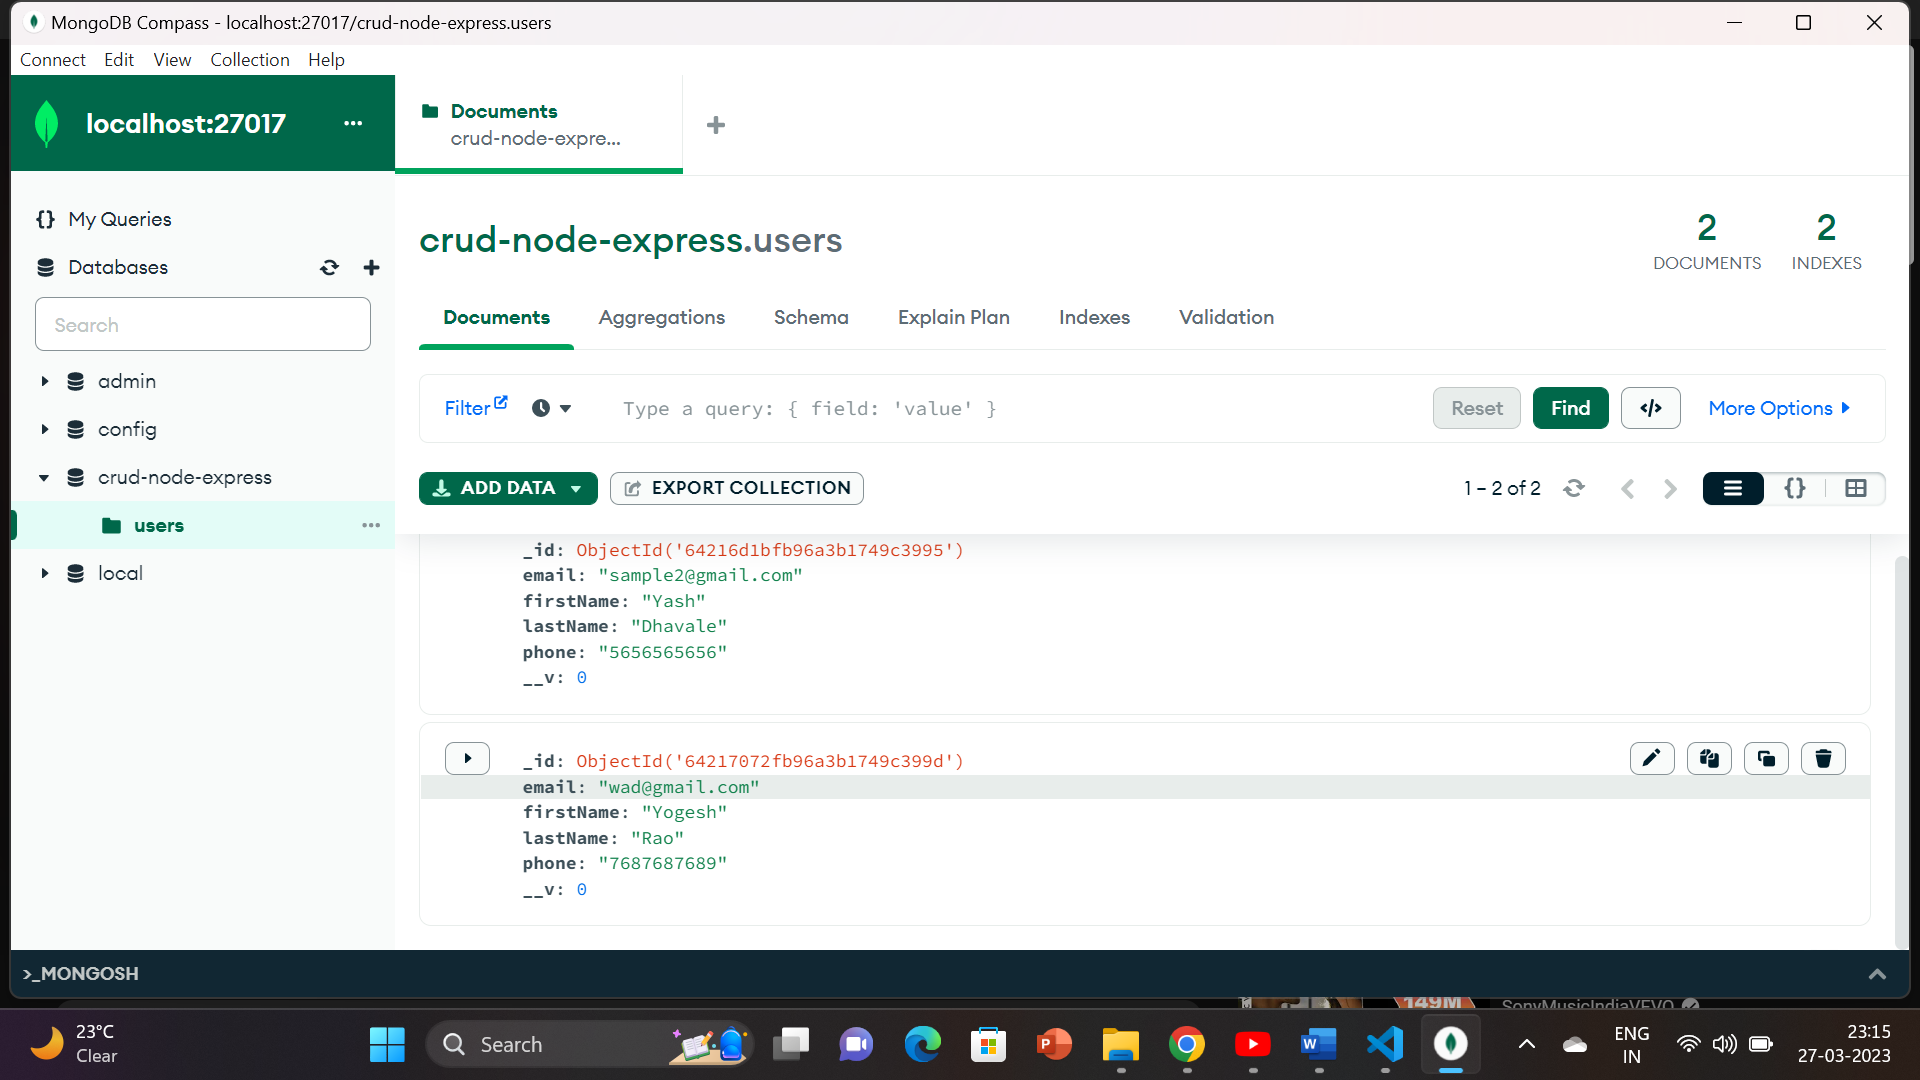 MongoDB Compass - localhost:27017/crud-node-express.users
Connect Edit View Collection Help
localhost:27017 ...
Documents
crud-node-expre...
{} My Queries
Databases
Search
admin
config
crud-node-express
users
local
crud-node-express.users
2 DOCUMENTS
2 INDEXES
Documents Aggregations Schema Explain Plan Indexes Validation
Filter Type a query: { field: 'value' } Reset Find </> More Options
ADD DATA EXPORT COLLECTION 1 – 2 of 2 {}
_id: ObjectId('64216d1bfb96a3b1749c3995')
email: "sample2@gmail.com"
firstName: "Yash"
lastName: "Dhavale"
phone: "5656565656"
__v: 0
_id: ObjectId('64217072fb96a3b1749c399d')
email: "wad@gmail.com"
firstName: "Yogesh"
lastName: "Rao"
phone: "7687687689"
__v: 0
>_MONGOSH
149M SonyMusicIndiaVEVO
23°C
Clear
Search
ENG
IN
23:15
27-03-2023